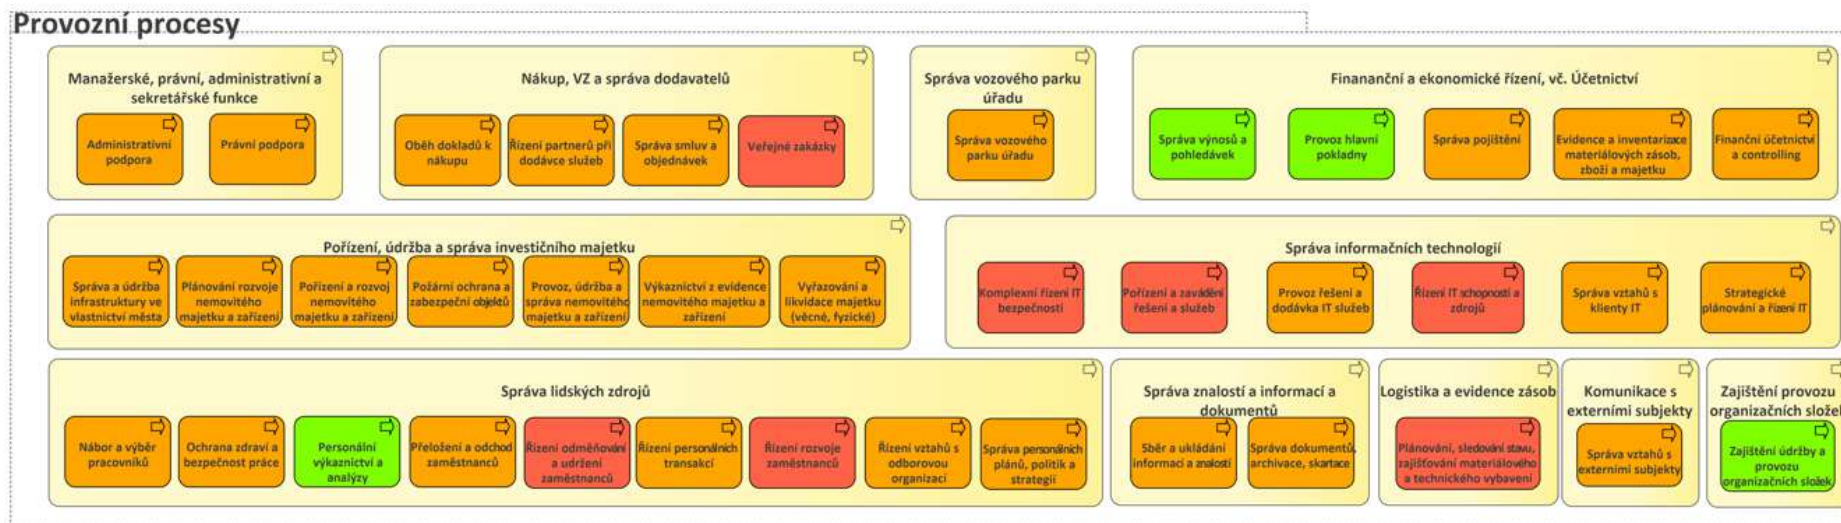 Provozní procesy
Manažerské, právní, administrativní a
sekretářské funkce
Administrativní
podpora
Právní podpora
Nákup, VZ a správa dodavatelů
Oběh dokladů k
nákupu
Řízení partnerů při
dodávce služeb
Správa smluv a
objednávek
Veřejné zakázky
Správa vozového parku
úřadu
Správa vozového
parku úřadu
Finananční a ekonomické řízení, vč. Účetnictví
Správa výnosů a
pohledávek
Provoz hlavní
pokladny
Správa pojištění
Evidence a inventarizace
materiálových zásob,
zboží a majetku
Finanční účetnictví
a controlling
Pořízení, údržba a správa investičního majetku
Správa a údržba
infrastruktury ve
vlastnictví města
Plánování rozvoje
nemovitého
majetku a zařízení
Pořízení a rozvoj
nemovitého
majetku a zařízení
Požární ochrana a
zabezpeční objektů
Provoz, údržba a
správa nemovitého
majetku a zařízení
Výkaznictví z evidence
nemovitého majetku a
zařízení
Vyřazování a
likvidace majetku
(věcné, fyzické)
Správa informačních technologií
Komplexní řízení IT
bezpečnosti
Pořízení a zavádění
řešení a služeb
Provoz řešení a
dodávka IT služeb
Řízení IT schopností a
zdrojů
Správa vztahů s
klienty IT
Strategické
plánování a řízení IT
Správa lidských zdrojů
Nábor a výběr
pracovníků
Ochrana zdraví a
bezpečnost práce
Personální
výkaznictví a
analýzy
Přeložení a odchod
zaměstnanců
Řízení odměňování
a udržení
zaměstnanců
Řízení personálních
transakcí
Řízení rozvoje
zaměstnanců
Řízení vztahů s
odborovou
organizací
Správa personálních
plánů, politik a
strategií
Správa znalostí a informací a
dokumentů
Sběr a ukládání
informací a znalostí
Správa dokumentů,
archivace, skartace
Logistika a evidence zásob
Plánování, sledování stavu,
zajišťování materiálového
a technického vybavení
Komunikace s
externími subjekty
Správa vztahů s
externími subjekty
Zajištění provozu
organizačních složek
Zajištění údržby a
provozu
organizačních složek